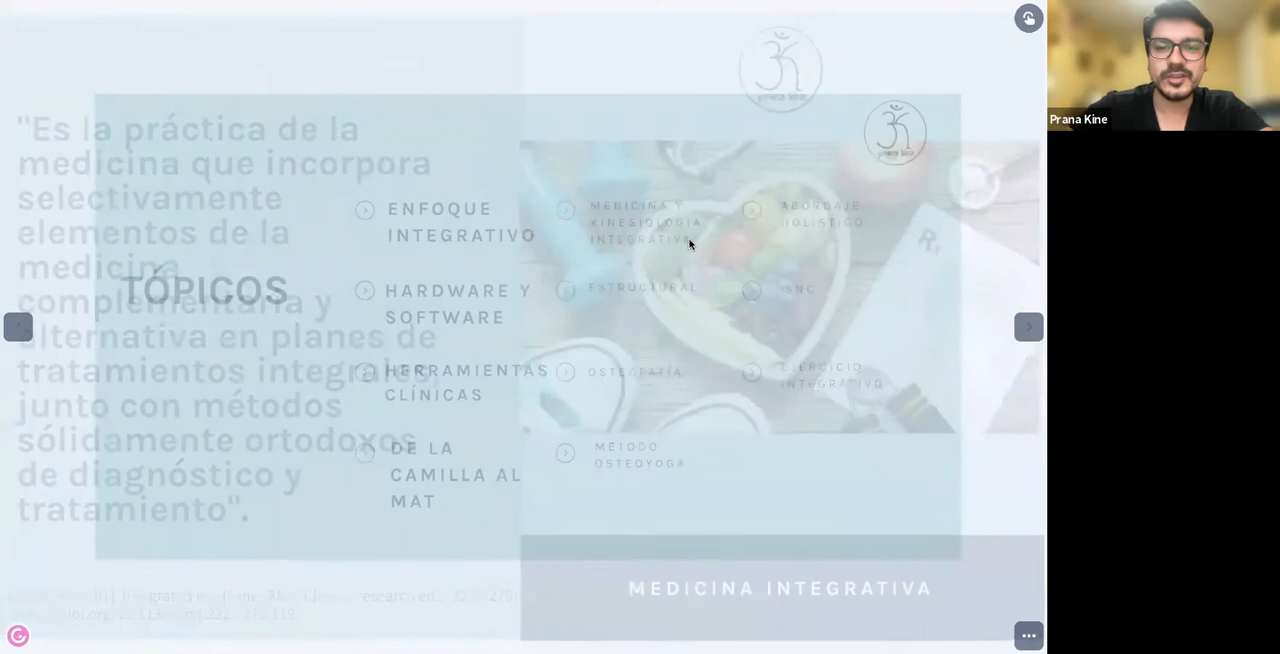 "Es la práctica de la
medicina que incorpora
selectivamente
elementos de la
medicina
complementaria y
alternativa en planes de
tratamientos integrales,
junto con métodos
sólidamente ortodoxos
de diagnóstico y
tratamiento".
TÓPICOS
ENFOQUE
INTEGRATIVO
HARDWARE Y
SOFTWARE
HERRAMIENTAS
CLÍNICAS
DE LA
CAMILLA AL
MAT
MEDICINA Y
KINESIOLOGÍA
INTEGRATIVA
ESTRUCTURAL
OSTEOPATÍA
MÉTODO
OSTEOYOGA
ABORDAJE
HOLÍSTICO
SNC
EJERCICIO
INTEGRATIVO
Rx
MEDICINA INTEGRATIVA
Prana Kine